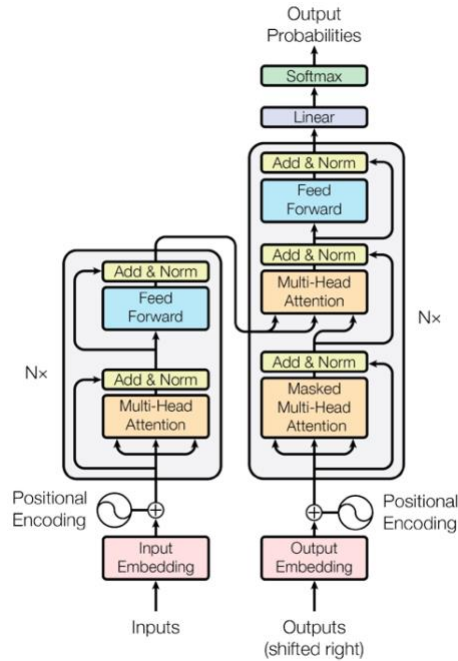 Output
Probabilities
Softmax
Linear
Add & Norm
Feed
Forward
Add & Norm
Multi-Head
Attention
Add & Norm
Masked
Multi-Head
Attention
Nx
Add & Norm
Feed
Forward
Add & Norm
Multi-Head
Attention
Nx
Positional
Encoding
Positional
Encoding
Input
Embedding
Output
Embedding
Inputs
Outputs
(shifted right)